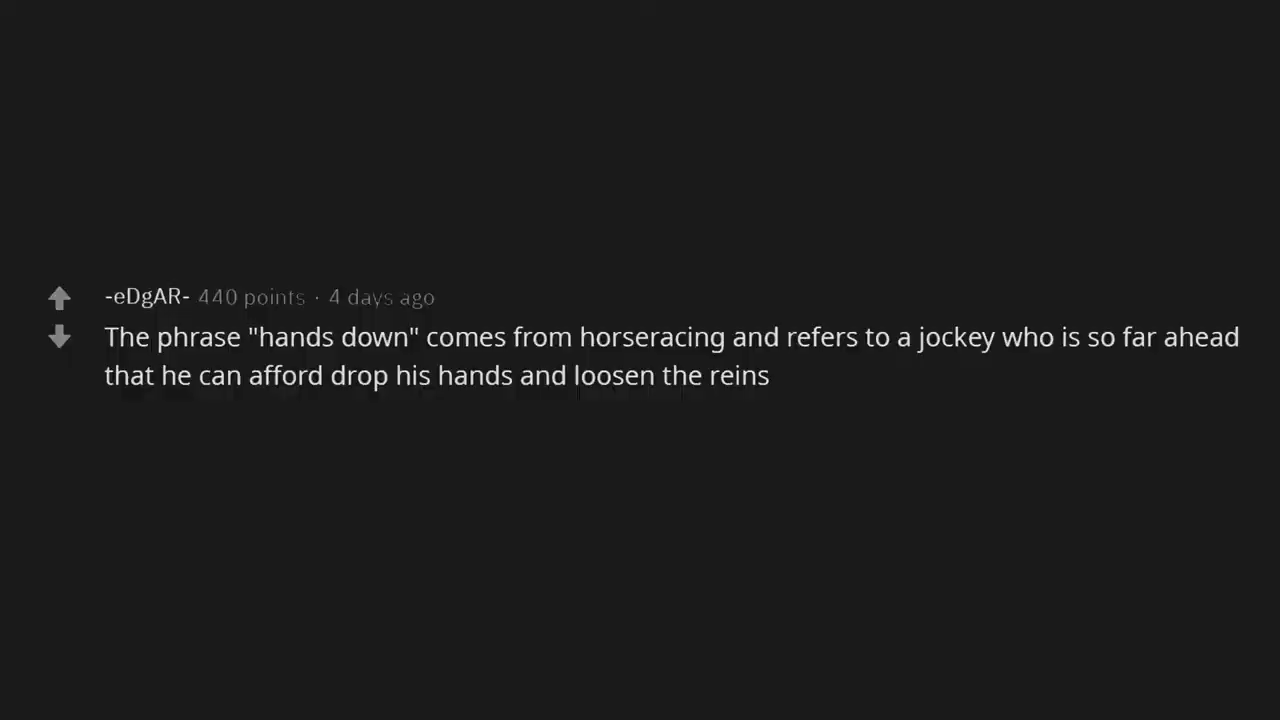 -eDgAR- 440 points · 4 days ago
The phrase "hands down" comes from horseracing and refers to a jockey who is so far ahead
that he can afford drop his hands and loosen the reins